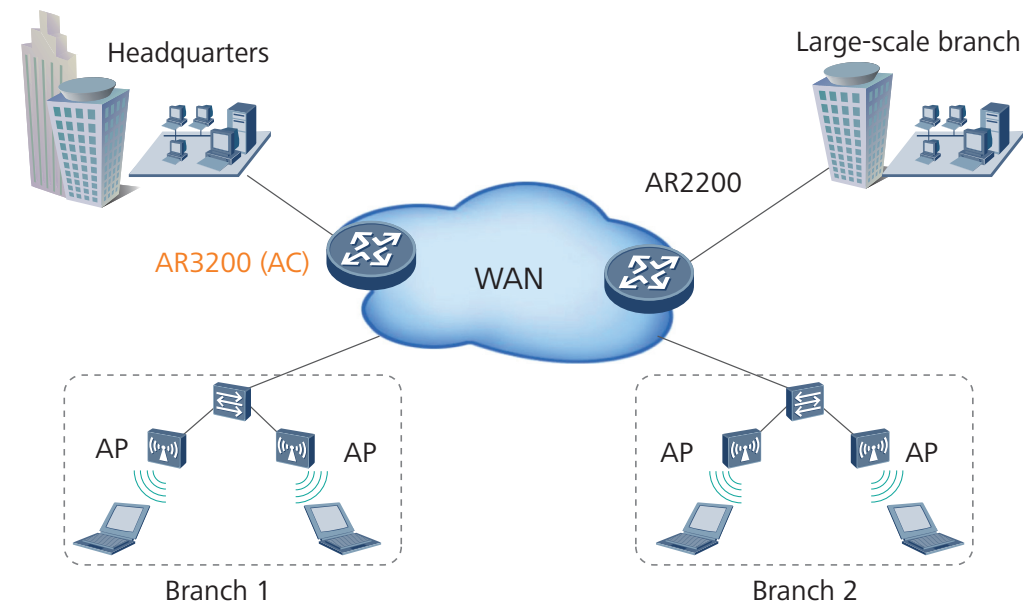 Headquarters
Large-scale branch
AR2200
AR3200 (AC)
WAN
AP
AP
AP
AP
Branch 1
Branch 2